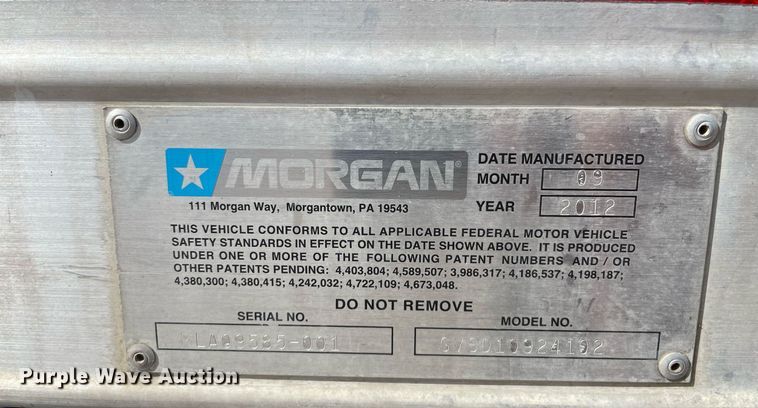 MORGAN®
111 Morgan Way, Morgantown, PA 19543
DATE MANUFACTURED
MONTH 09
YEAR 2012
THIS VEHICLE CONFORMS TO ALL APPLICABLE FEDERAL MOTOR VEHICLE
SAFETY STANDARDS IN EFFECT ON THE DATE SHOWN ABOVE. IT IS PRODUCED
UNDER ONE OR MORE OF THE FOLLOWING PATENT NUMBERS AND / OR
OTHER PATENTS PENDING: 4,403,804; 4,589,507; 3,986,317; 4,186,537; 4,198,187;
4,380,300; 4,380,415; 4,242,032; 4,722,109; 4,673,048.
DO NOT REMOVE
SERIAL NO.
MODEL NO.
Purple Wave Auction